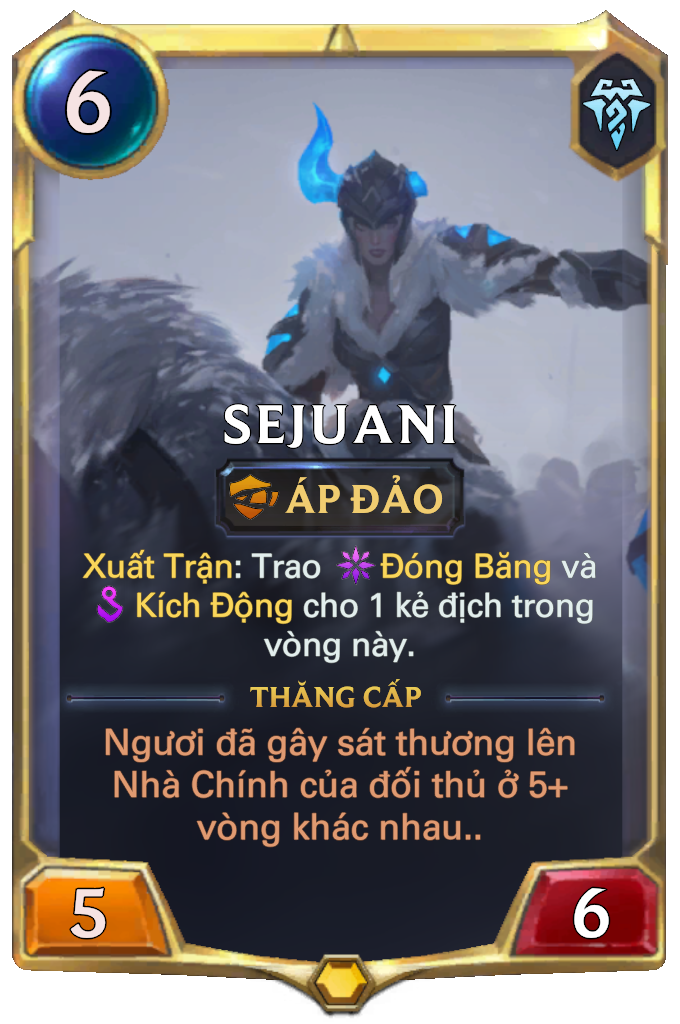 6
SEJUANI
ÁP ĐẢO
Xuất Trận: Trao Đóng Băng và
Kích Động cho 1 kẻ địch trong
vòng này.
THĂNG CẤP
Ngươi đã gây sát thương lên
Nhà Chính của đối thủ ở 5+
vòng khác nhau..
5
6